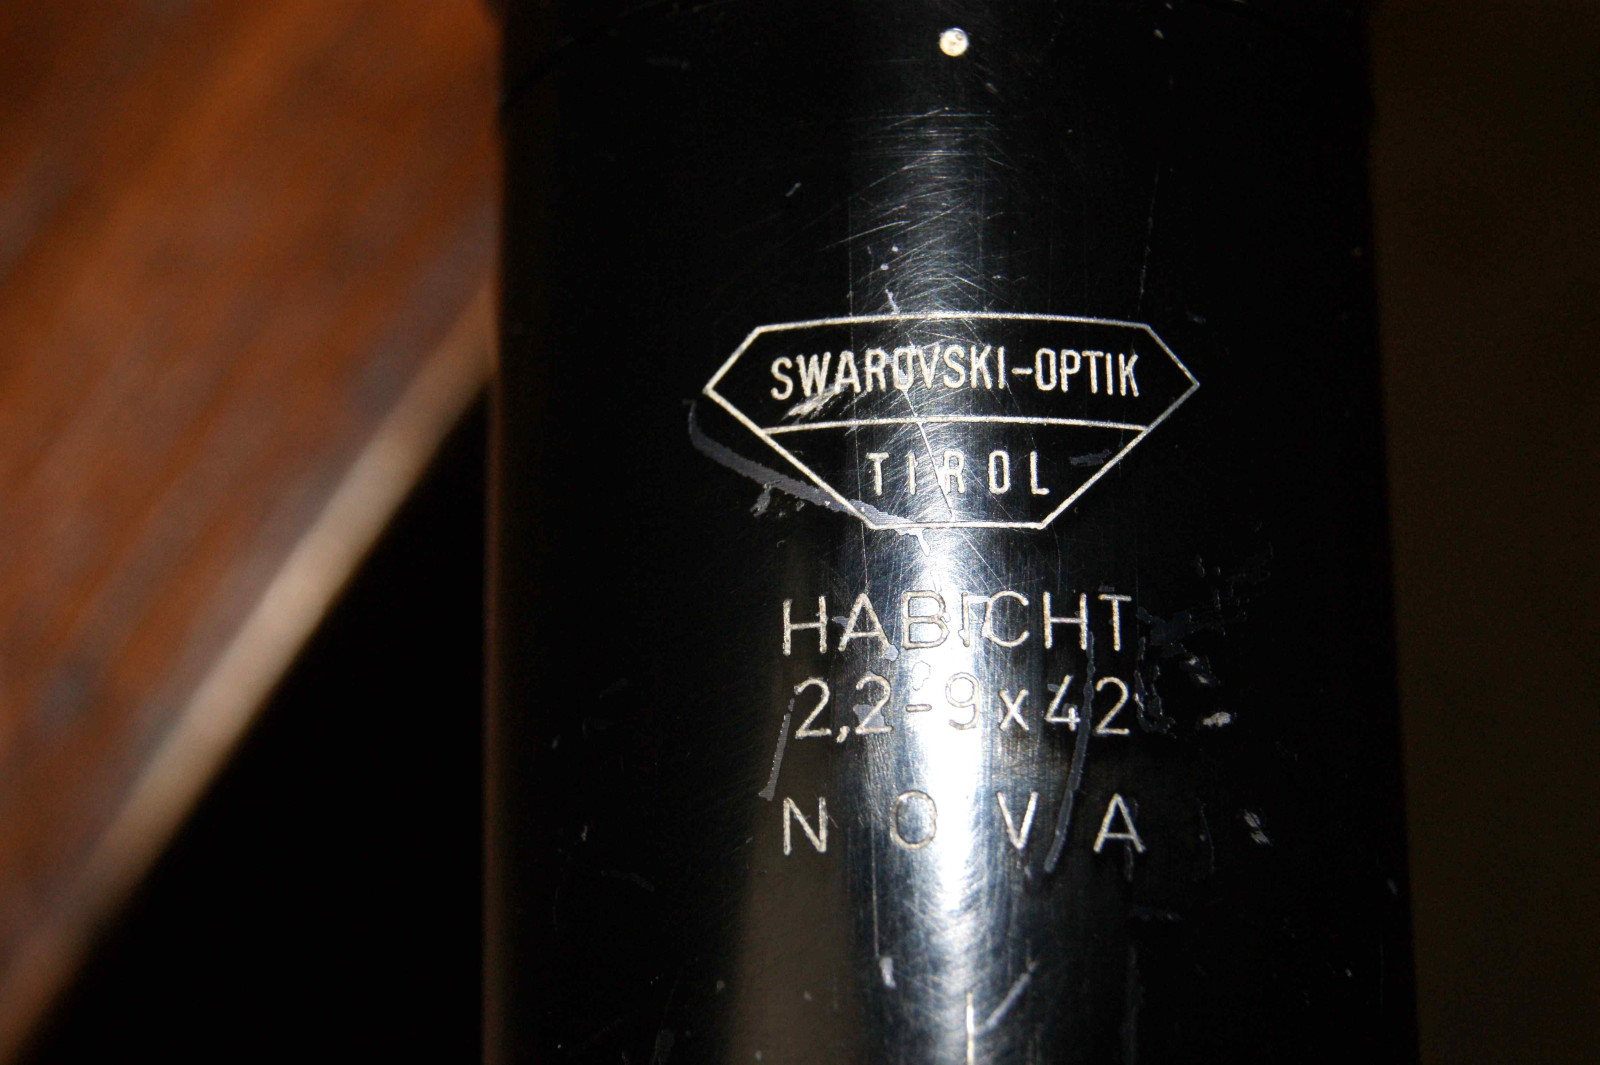 SWAROVSKI-OPTIK
TIROL
HABICHT
2,2-9x42
NOVA